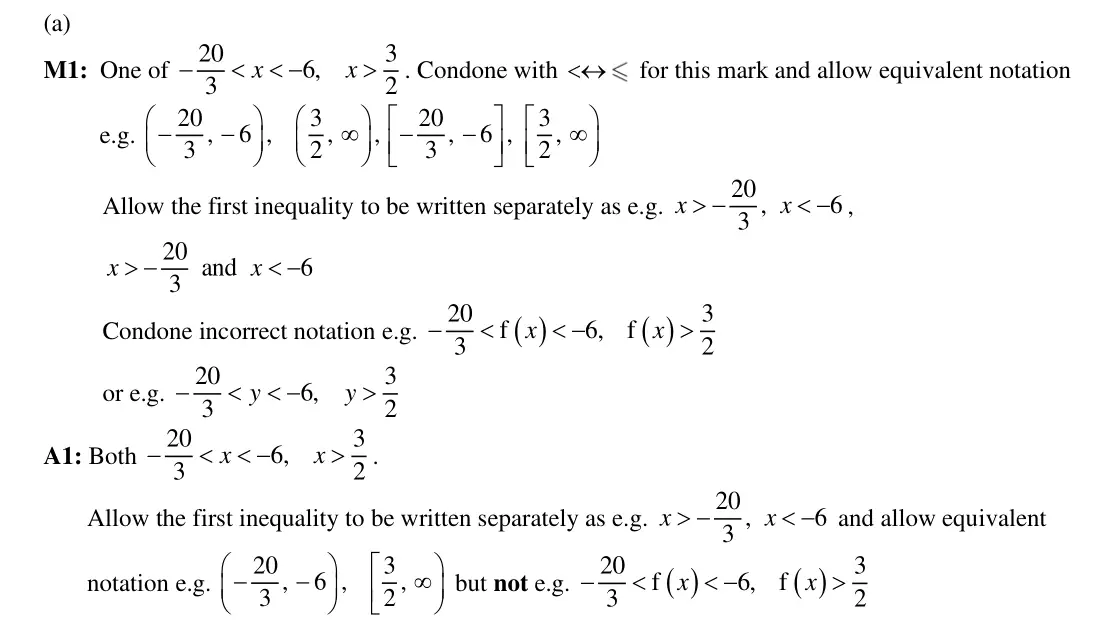 (a)
M1: One of −20/3 < x < −6, x > 3/2. Condone with < ↔ ⩽ for this mark and allow equivalent notation
e.g. (−20/3, −6), (3/2, ∞), [−20/3, −6], [3/2, ∞)
Allow the first inequality to be written separately as e.g. x > −20/3, x < −6,
x > −20/3 and x < −6
Condone incorrect notation e.g. −20/3 < f(x) < −6, f(x) > 3/2
or e.g. −20/3 < y < −6, y > 3/2
A1: Both −20/3 < x < −6, x > 3/2.
Allow the first inequality to be written separately as e.g. x > −20/3, x < −6 and allow equivalent
notation e.g. (−20/3, −6), [3/2, ∞) but not e.g. −20/3 < f(x) < −6, f(x) > 3/2